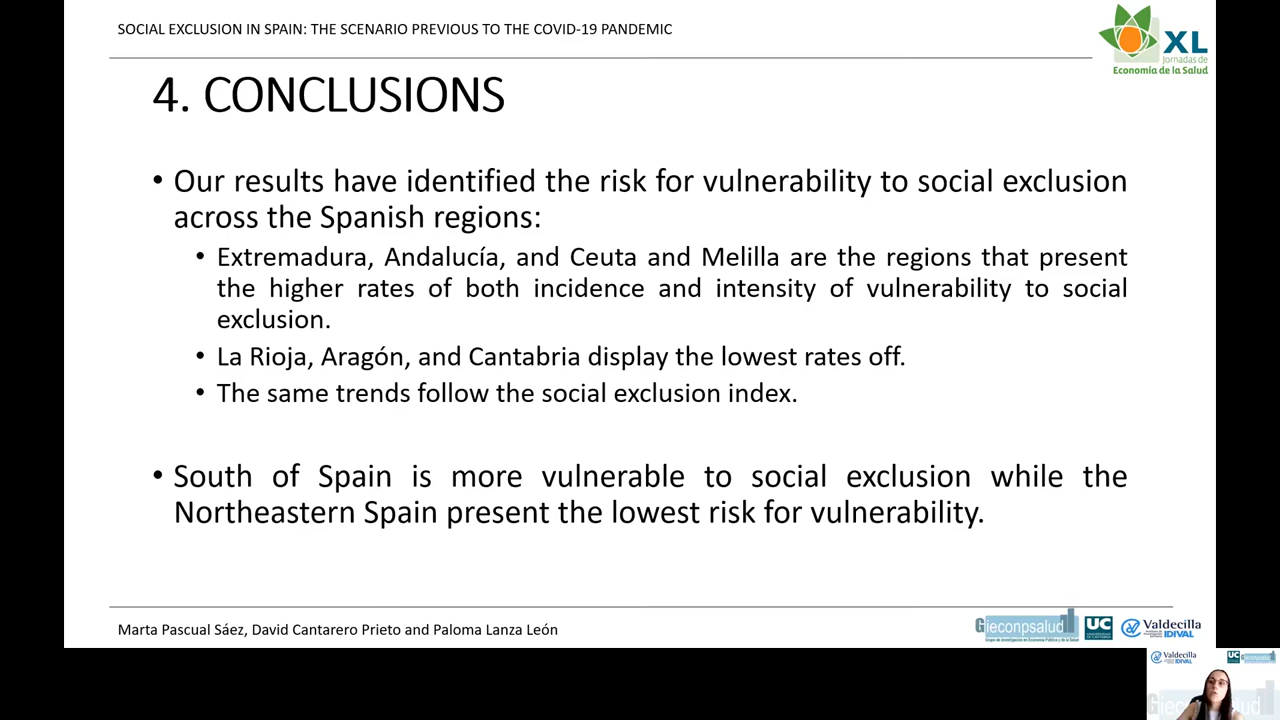 SOCIAL EXCLUSION IN SPAIN: THE SCENARIO PREVIOUS TO THE COVID-19 PANDEMIC
XL
Jornadas de
Economía de la Salud
4. CONCLUSIONS
• Our results have identified the risk for vulnerability to social exclusion
across the Spanish regions:
• Extremadura, Andalucía, and Ceuta and Melilla are the regions that present
the higher rates of both incidence and intensity of vulnerability to social
exclusion.
• La Rioja, Aragón, and Cantabria display the lowest rates off.
• The same trends follow the social exclusion index.
• South of Spain is more vulnerable to social exclusion while the
Northeastern Spain present the lowest risk for vulnerability.
Marta Pascual Sáez, David Cantarero Prieto and Paloma Lanza León
Gieconpsalud
UC
Valdecilla
IDIVAL
Valdecilla
IDIVAL
UC